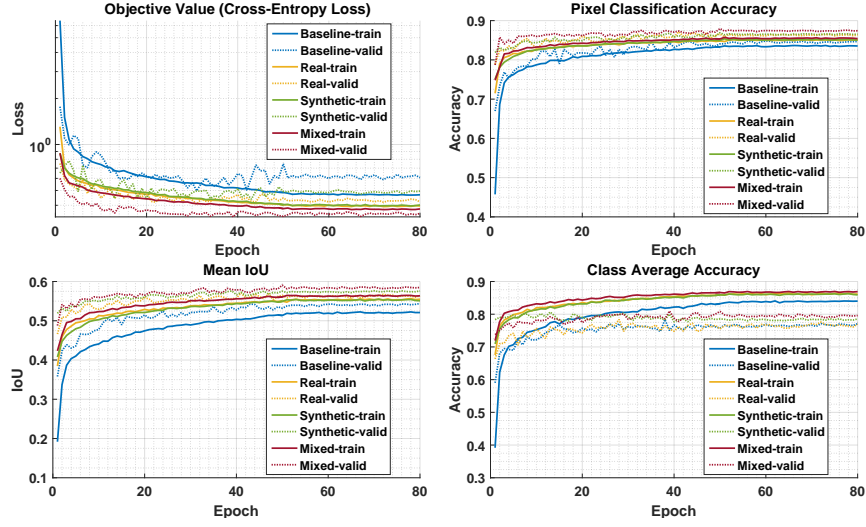 Objective Value (Cross-Entropy Loss)
Loss
10⁰
Baseline-train
Baseline-valid
Real-train
Real-valid
Synthetic-train
Synthetic-valid
Mixed-train
Mixed-valid
0 20 40 60 80
Epoch
Pixel Classification Accuracy
Accuracy
0.9
0.8
0.7
0.6
0.5
0.4
Baseline-train
Baseline-valid
Real-train
Real-valid
Synthetic-train
Synthetic-valid
Mixed-train
Mixed-valid
0 20 40 60 80
Epoch
Mean IoU
IoU
0.6
0.5
0.4
0.3
0.2
0.1
Baseline-train
Baseline-valid
Real-train
Real-valid
Synthetic-train
Synthetic-valid
Mixed-train
Mixed-valid
0 20 40 60 80
Epoch
Class Average Accuracy
Accuracy
0.9
0.8
0.7
0.6
0.5
0.4
0.3
Baseline-train
Baseline-valid
Real-train
Real-valid
Synthetic-train
Synthetic-valid
Mixed-train
Mixed-valid
0 20 40 60 80
Epoch